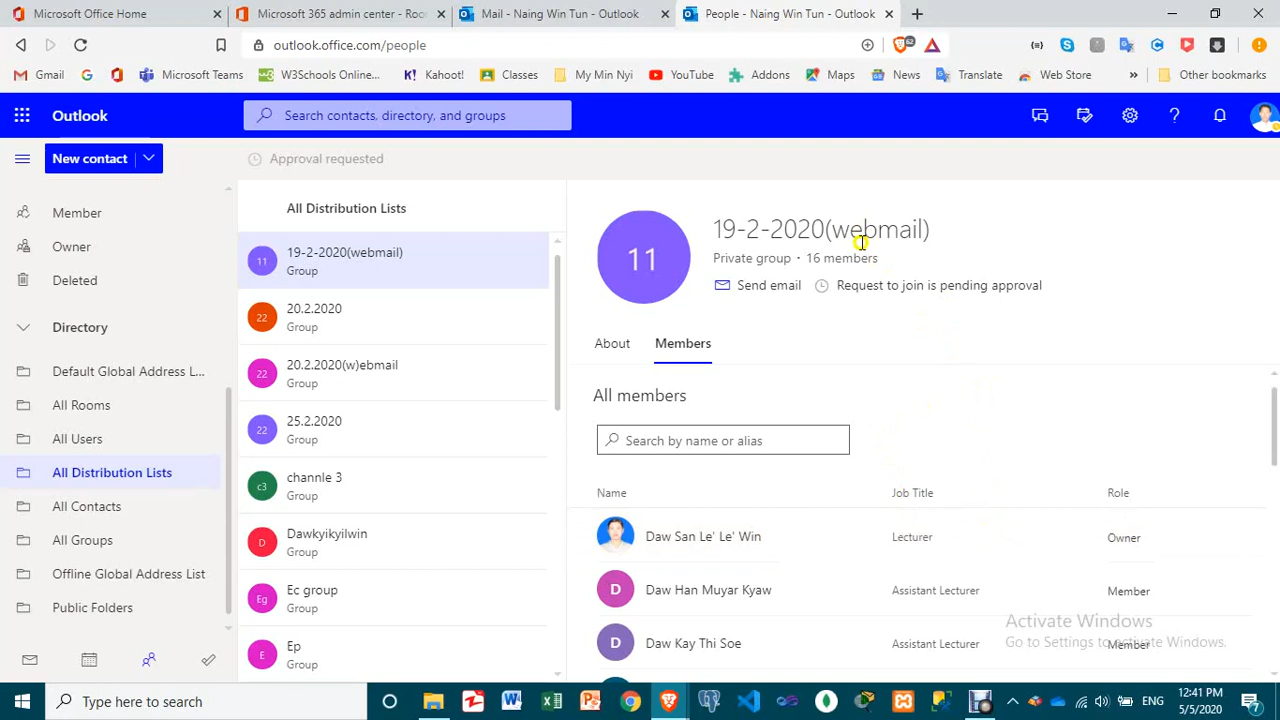 Microsoft Office Home
Microsoft 365 admin center - Roo
Mail - Naing Win Tun - Outlook
People - Naing Win Tun - Outlook
outlook.office.com/people
62
Gmail
Microsoft Teams
W3Schools Online...
Kahoot!
Classes
My Min Nyi
YouTube
Addons
Maps
News
Translate
Web Store
Other bookmarks
Outlook
Search contacts, directory, and groups
New contact
Approval requested
Member
Owner
Deleted
Directory
Default Global Address L...
All Rooms
All Users
All Distribution Lists
All Contacts
All Groups
Offline Global Address List
Public Folders
All Distribution Lists
11
19-2-2020(webmail)
Group
22
20.2.2020
Group
22
20.2.2020(w)ebmail
Group
22
25.2.2020
Group
c3
channle 3
Group
D
Dawkyikyilwin
Group
Eg
Ec group
Group
E
Ep
Group
11
19-2-2020(webmail)
Private group · 16 members
Send email
Request to join is pending approval
About
Members
All members
Search by name or alias
Name
Job Title
Role
Daw San Le' Le' Win
Lecturer
Owner
D
Daw Han Muyar Kyaw
Assistant Lecturer
Member
D
Daw Kay Thi Soe
Assistant Lecturer
Member
Activate Windows
Go to Settings to activate Windows.
Type here to search
ENG
12:41 PM
5/5/2020
7